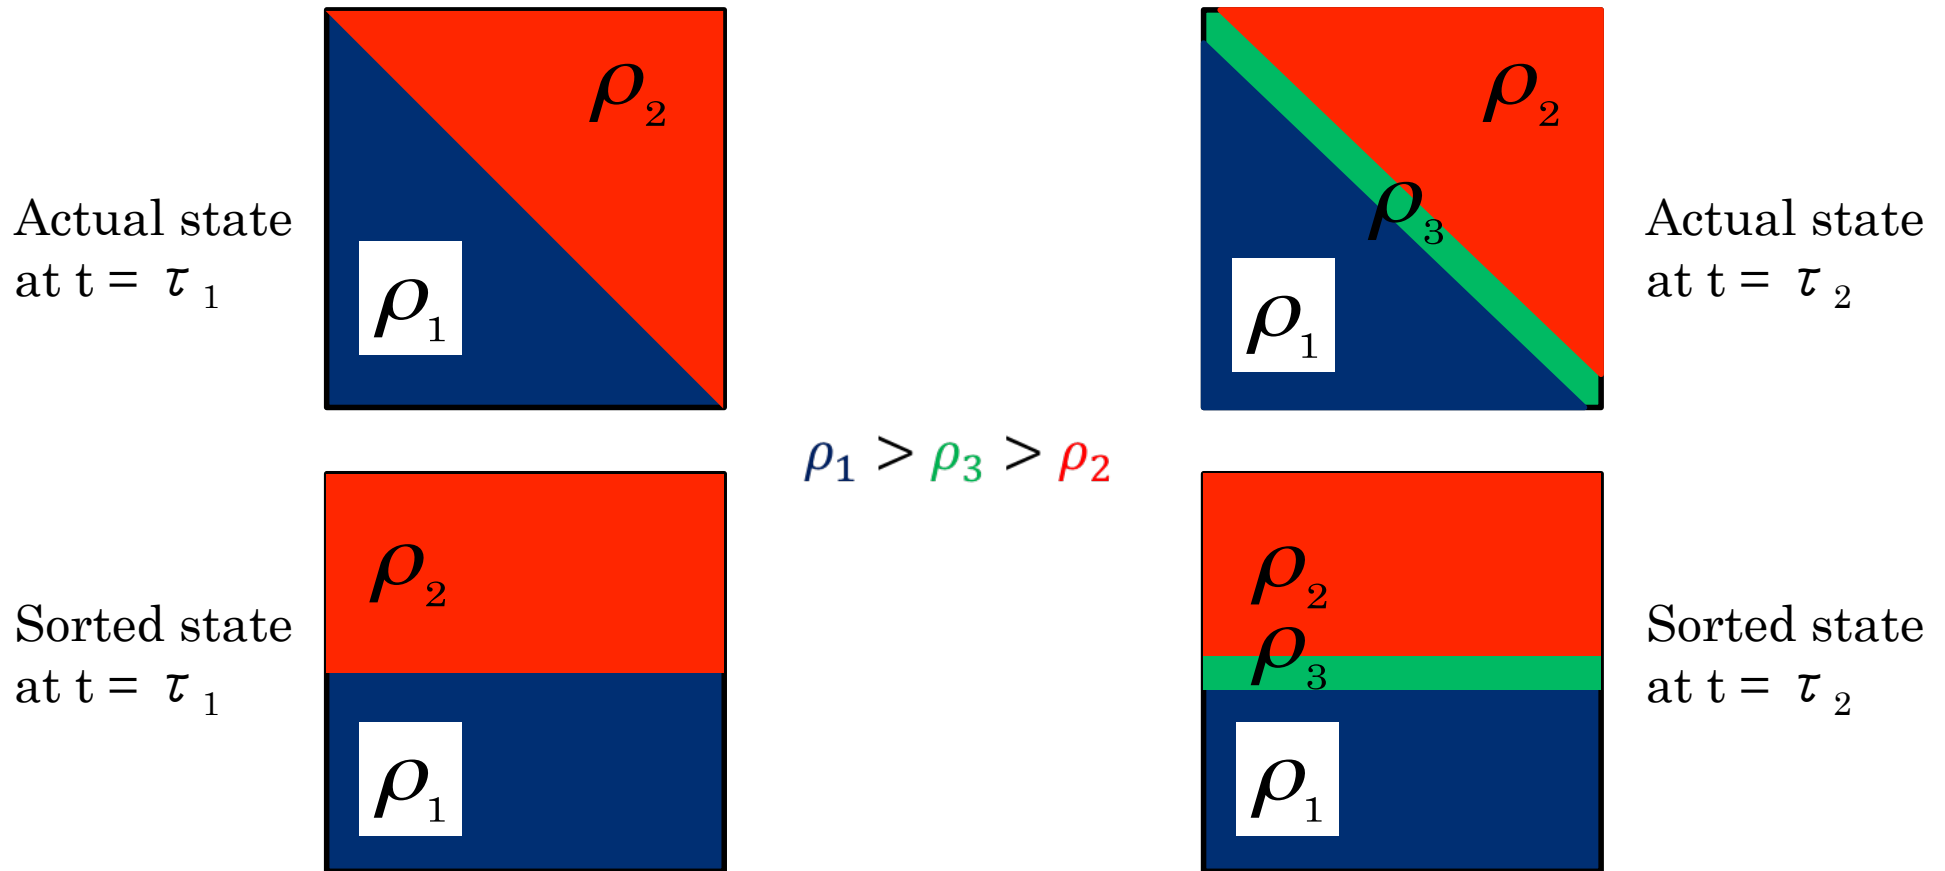 ρ₂
ρ₂
Actual state
at t = τ ₁
ρ₁
ρ₃
ρ₁
Actual state
at t = τ ₂
ρ₁ > ρ₃ > ρ₂
ρ₂
Sorted state
at t = τ ₁
ρ₁
ρ₂
ρ₃
ρ₁
Sorted state
at t = τ ₂